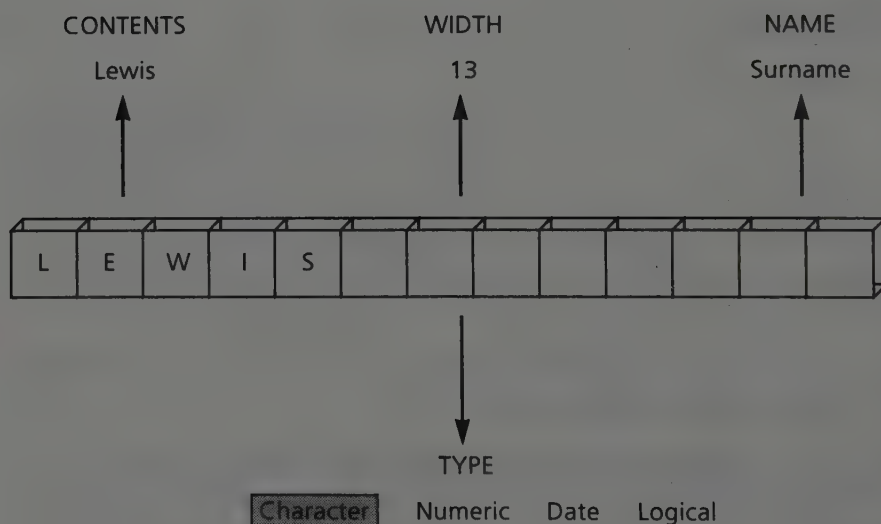 CONTENTS WIDTH NAME
Lewis 13 Surname
L E W I S
TYPE
Character Numeric Date Logical